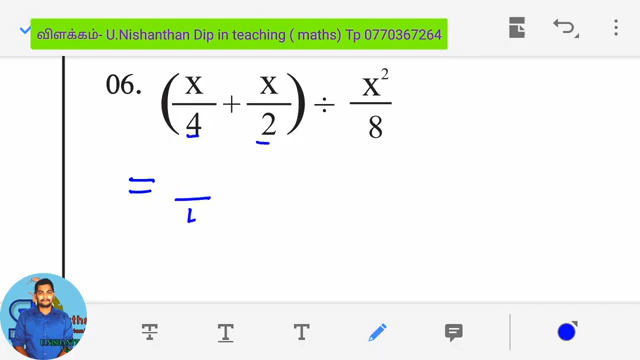 விளக்கம்- U.Nishanthan Dip in teaching ( maths) Tp 0770367264
06. (x/4 + x/2) ÷ x²/8
=
T T T